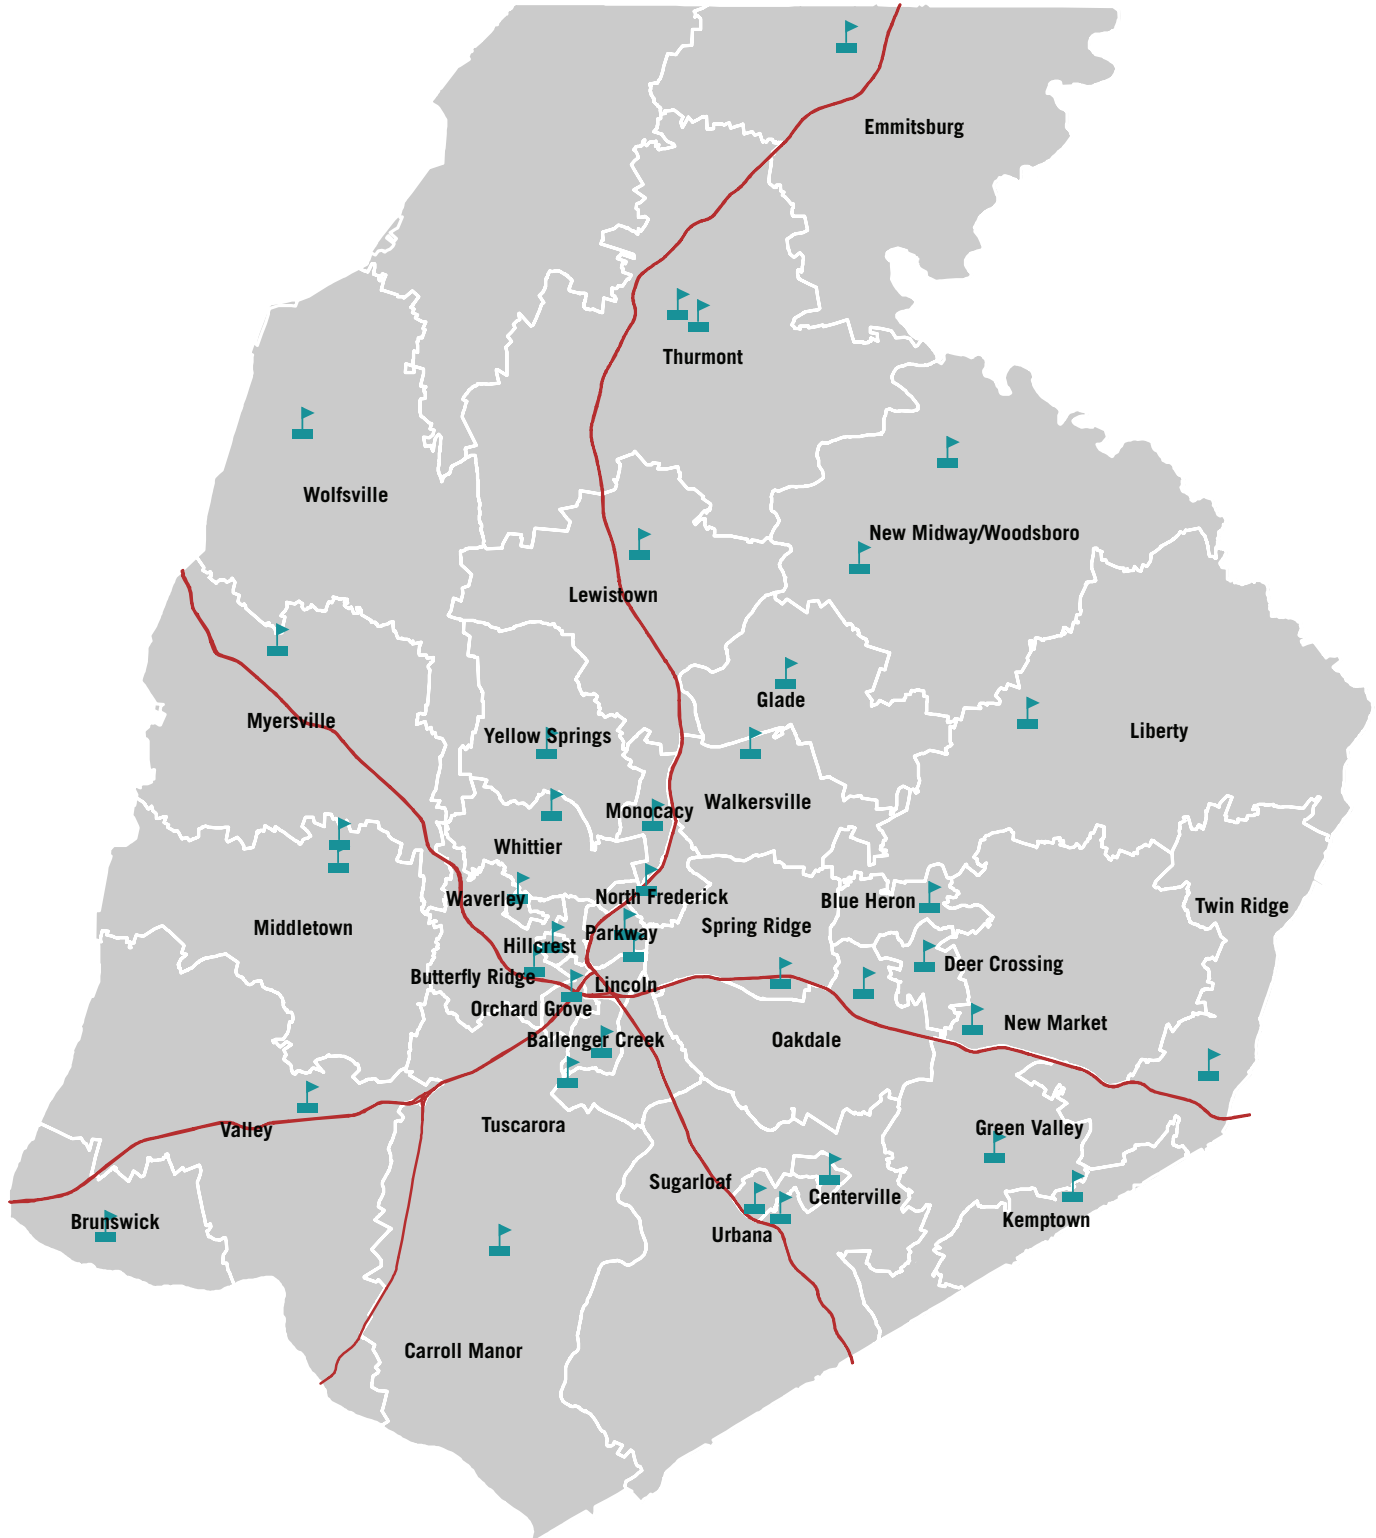 Emmitsburg
Thurmont
Wolfsville
New Midway/Woodsboro
Lewistown
Glade
Myersville
Liberty
Yellow Springs
Walkersville
Monocacy
Whittier
Waverley
North Frederick
Blue Heron
Twin Ridge
Middletown
Spring Ridge
Parkway
Hillcrest
Deer Crossing
Butterfly Ridge
Lincoln
Orchard Grove
New Market
Ballenger Creek
Oakdale
Tuscarora
Green Valley
Valley
Sugarloaf
Centerville
Brunswick
Kemptown
Urbana
Carroll Manor